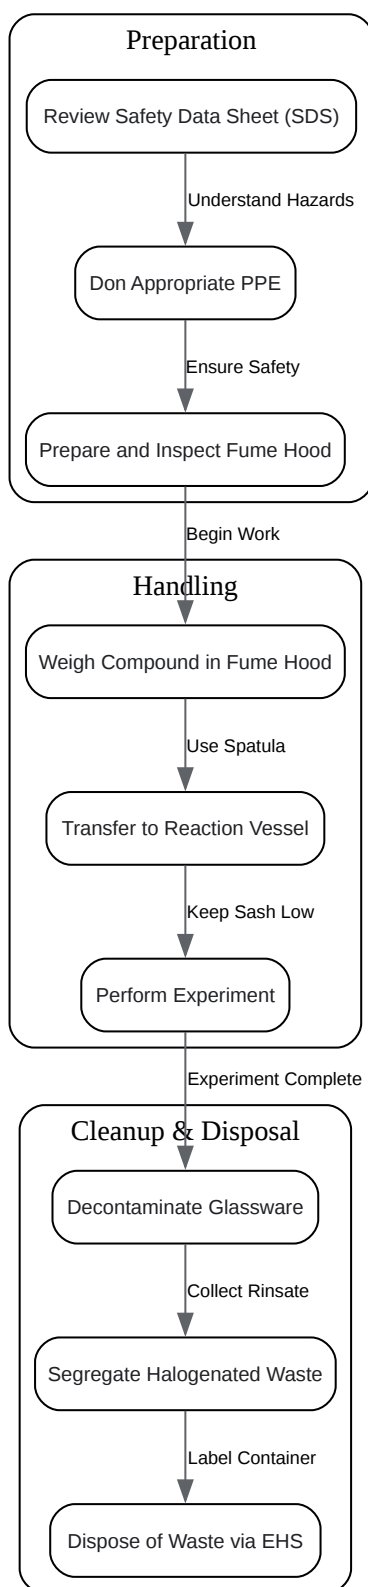 Preparation
Review Safety Data Sheet (SDS)
Understand Hazards
Don Appropriate PPE
Ensure Safety
Prepare and Inspect Fume Hood
Begin Work
Handling
Weigh Compound in Fume Hood
Use Spatula
Transfer to Reaction Vessel
Keep Sash Low
Perform Experiment
Experiment Complete
Cleanup & Disposal
Decontaminate Glassware
Collect Rinsate
Segregate Halogenated Waste
Label Container
Dispose of Waste via EHS